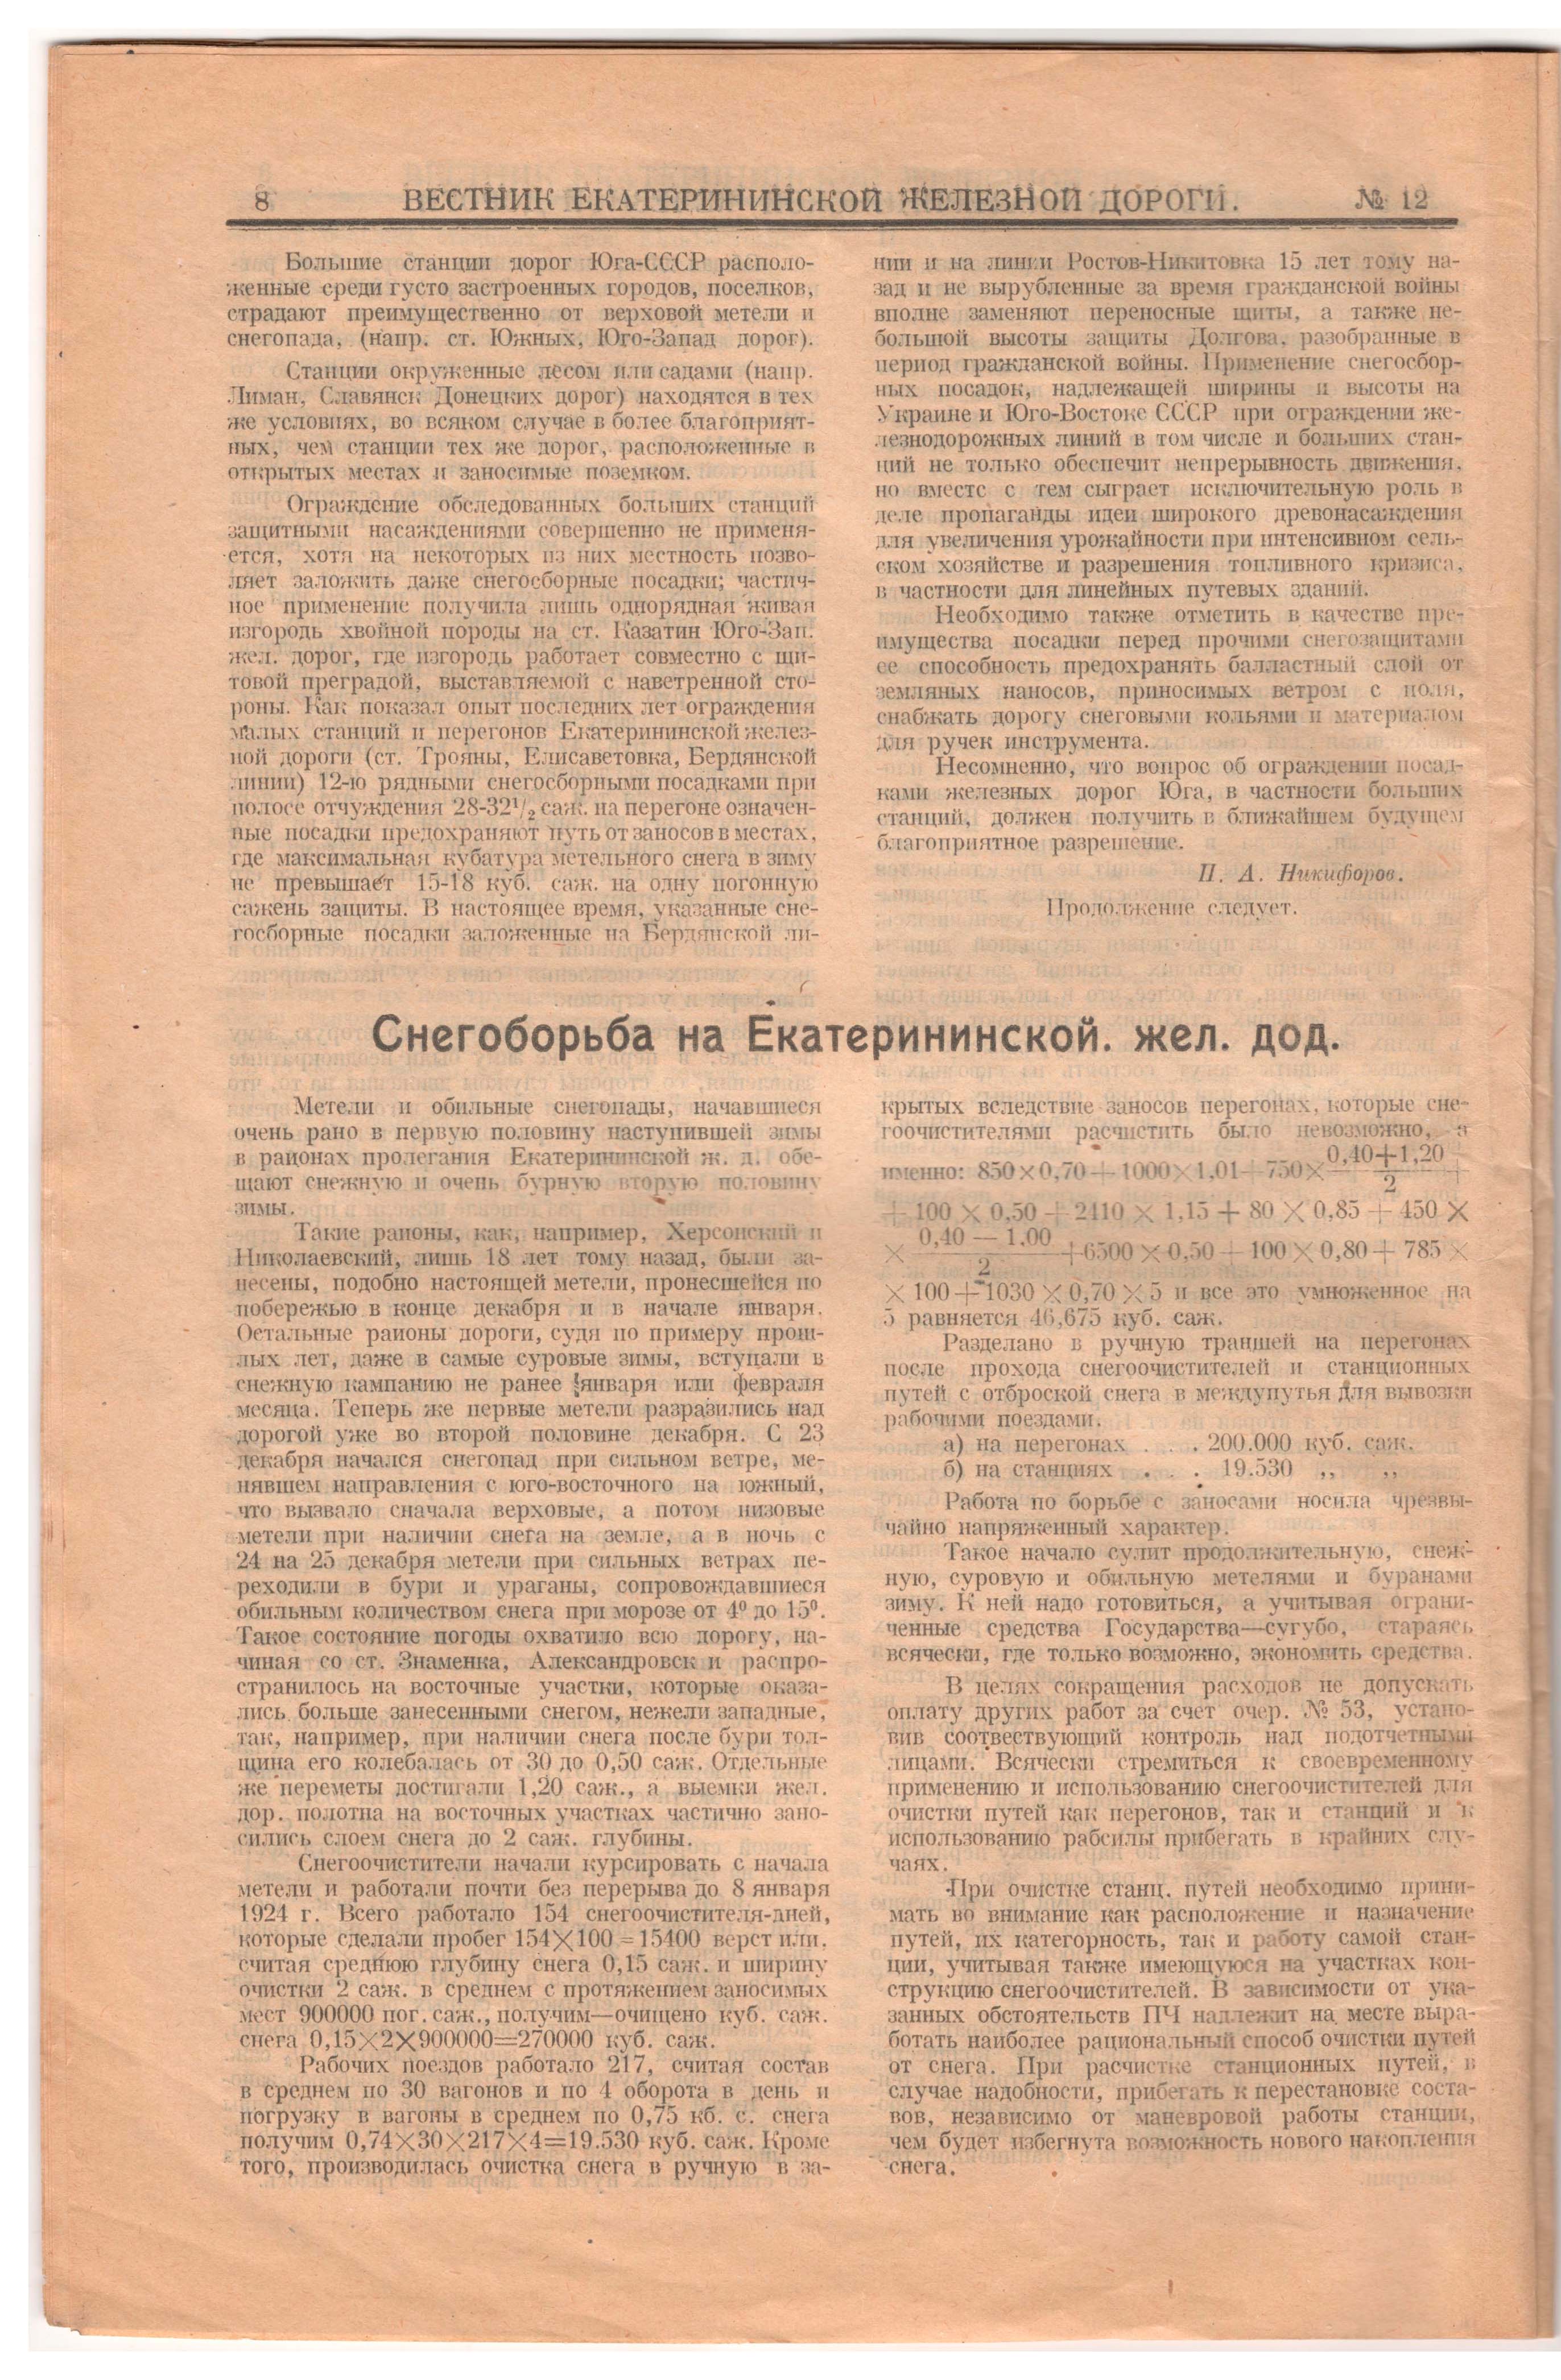 8 ВЕСТНИК ЕКАТЕРИНИНСКОЙ ЖЕЛЕЗНОЙ ДОРОГИ. № 12
Большие станции дорог Юга-СССР располо-
женные среди густо застроенных городов, поселков,
страдают преимущественно от верховой метели и
снегопада, (напр. ст. Южных, Юго-Запад дорог).
Станции окруженные лесом или садами (напр.
Лиман, Славянск Донецких дорог) находятся в тех
же условиях, во всяком случае в более благоприят-
ных, чем станции тех же дорог, расположенные в
открытых местах и заносимые поземком.
Ограждение обследованных больших станций
защитными насаждениями совершенно не применя-
ется, хотя на некоторых из них местность позво-
ляет заложить даже снегосборные посадки; частич-
ное применение получила лишь однорядная живая
изгородь хвойной породы на ст. Казатин Юго-Зап.
жел. дорог, где изгородь работает совместно с щи-
товой преградой, выставляемой с наветренной сто-
роны. Как показал опыт последних лет ограждения
малых станций и перегонов Екатерининской желез-
ной дороги (ст. Трояны, Елисаветовка, Бердянской
линии) 12-ю рядными снегосборными посадками при
полосе отчуждения 28-32¹/₂ саж. на перегоне означен-
ные посадки предохраняют путь от заносов в местах,
где максимальная кубатура метельного снега в зиму
не превышает 15-18 куб. саж. на одну погонную
сажень защиты. В настоящее время, указанные сне-
госборные посадки заложенные на Бердянской ли-
нии и на линии Ростов-Никитовка 15 лет тому на-
зад и не вырубленные за время гражданской войны
вполне заменяют переносные щиты, а также не-
большой высоты защиты Долгова, разобранные в
период гражданской войны. Применение снегосбор-
ных посадок, надлежащей ширины и высоты на
Украине и Юго-Востоке СССР при ограждении же-
лезнодорожных линий в том числе и больших стан-
ций не только обеспечит непрерывность движения,
но вместе с тем сыграет исключительную роль в
деле пропаганды идеи широкого древонасаждения
для увеличения урожайности при интенсивном сель-
ском хозяйстве и разрешения топливного кризиса,
в частности для линейных путевых зданий.
Необходимо также отметить в качестве пре-
имущества посадки перед прочими снегозащитами
ее способность предохранять балластный слой от
земляных наносов, приносимых ветром с поля,
снабжать дорогу снеговыми кольями и материалом
для ручек инструмента.
Несомненно, что вопрос об ограждении посад-
ками железных дорог Юга, в частности больших
станций, должен получить в ближайшем будущем
благоприятное разрешение.
П. А. Никифоров.
Продолжение следует.
Снегоборьба на Екатерининской. жел. дод.
Метели и обильные снегопады, начавшиеся
очень рано в первую половину наступившей зимы
в районах пролегания Екатерининской ж. д. обе-
щают снежную и очень бурную вторую половину
зимы.
Такие районы, как, например, Херсонский и
Николаевский, лишь 18 лет тому назад, были за-
несены, подобно настоящей метели, пронесшейся по
побережью в конце декабря и в начале января.
Остальные районы дороги, судя по примеру прош-
лых лет, даже в самые суровые зимы, вступали в
снежную кампанию не ранее января или февраля
месяца. Теперь же первые метели разразились над
дорогой уже во второй половине декабря. С 23
декабря начался снегопад при сильном ветре, ме-
нявшем направления с юго-восточного на южный,
что вызвало сначала верховые, а потом низовые
метели при наличии снега на земле, а в ночь с
24 на 25 декабря метели при сильных ветрах пе-
реходили в бури и ураганы, сопровождавшиеся
обильным количеством снега при морозе от 4⁰ до 15⁰.
Такое состояние погоды охватило всю дорогу, на-
чиная со ст. Знаменка, Александровск и распро-
странилось на восточные участки, которые оказа-
лись больше занесенными снегом, нежели западные,
так, например, при наличии снега после бури тол-
щина его колебалась от 30 до 0,50 саж. Отдельные
же переметы достигали 1,20 саж., а выемки жел.
дор. полотна на восточных участках частично зано-
сились слоем снега до 2 саж. глубины.
Снегоочистители начали курсировать с начала
метели и работали почти без перерыва до 8 января
1924 г. Всего работало 154 снегоочистителя-дней,
которые сделали пробег 154×100=15400 верст или,
считая среднюю глубину снега 0,15 саж. и ширину
очистки 2 саж. в среднем с протяжением заносимых
мест 900000 пог. саж., получим—очищено куб. саж.
снега 0,15×2×900000=270000 куб. саж.
Рабочих поездов работало 217, считая состав
в среднем по 30 вагонов и по 4 оборота в день и
погрузку в вагоны в среднем по 0,75 кб. с. снега
получим 0,74×30×217×4=19.530 куб. саж. Кроме
того, производилась очистка снега в ручную в за-
крытых вследствие заносов перегонах, которые сне-
гоочистителями расчистить было невозможно, а
именно: 850×0,70+1000×1,01+750× 0,40+1,20 / 2 +
+ 100 × 0,50 + 2110 × 1,15 + 80 × 0,85 + 450 ×
× 0,40 — 1,00 / 2 +6500 × 0,50 + 100 × 0,80 + 785 ×
× 100 + 1030 × 0,70 × 5 и все это умноженное на
5 равняется 46,675 куб. саж.
Разделано в ручную траншей на перегонах
после прохода снегоочистителей и станционных
путей с отброской снега в междупутья для вывозки
рабочими поездами.
а) на перегонах . . . 200.000 куб. саж.
б) на станциях . . . 19.530 „ „
Работа по борьбе с заносами носила чрезвы-
чайно напряженный характер.
Такое начало сулит продолжительную, снеж-
ную, суровую и обильную метелями и буранами
зиму. К ней надо готовиться, а учитывая ограни-
ченные средства Государства—сугубо, стараясь
всячески, где только возможно, экономить средства.
В целях сокращения расходов не допускать
оплату других работ за счет очер. № 53, устано-
вив соотвествующий контроль над подотчетными
лицами. Всячески стремиться к своевременному
применению и использованию снегоочистителей для
очистки путей как перегонов, так и станций и к
использованию рабсилы прибегать в крайних слу-
чаях.
При очистке станц. путей необходимо прини-
мать во внимание как расположение и назначение
путей, их категорность, так и работу самой стан-
ции, учитывая также имеющуюся на участках кон-
струкцию снегоочистителей. В зависимости от ука-
занных обстоятельств ПЧ надлежит на месте выра-
ботать наиболее рациональный способ очистки путей
от снега. При расчистке станционных путей, в
случае надобности, прибегать к перестановке соста-
вов, независимо от маневровой работы станции,
чем будет избегнута возможность нового накопления
снега.